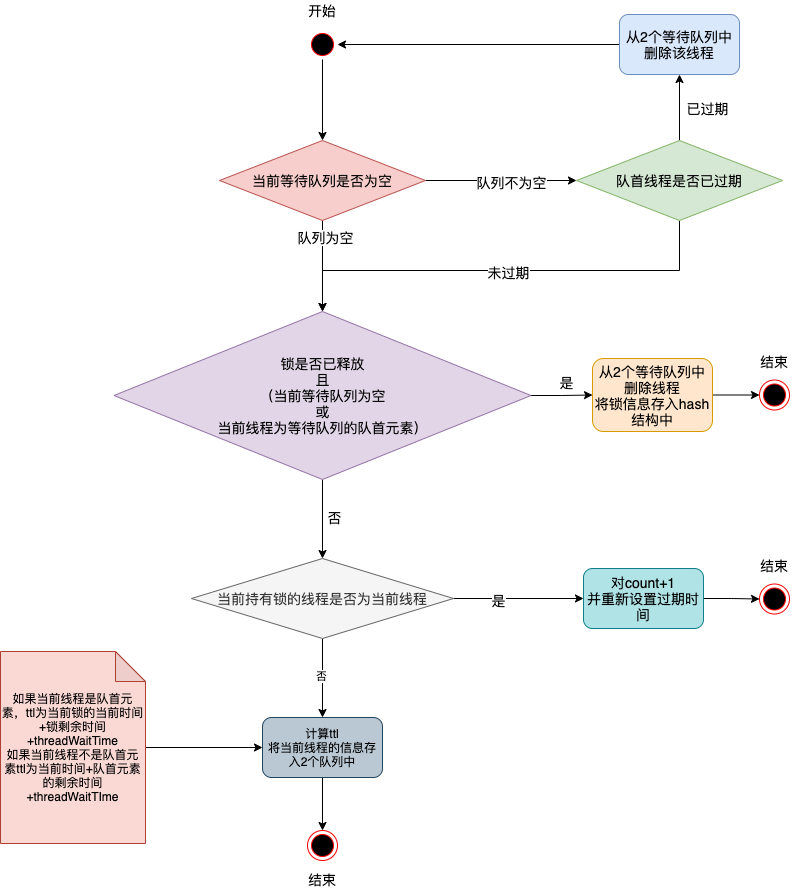 开始
从2个等待队列中
删除该线程
已过期
当前等待队列是否为空
队列不为空
队首线程是否已过期
队列为空
未过期
锁是否已释放
且
（当前等待队列为空
或
当前线程为等待队列的队首元素）
是
从2个等待队列中
删除线程
将锁信息存入hash
结构中
结束
否
当前持有锁的线程是否为当前线程
是
对count+1
并重新设置过期时
间
结束
否
如果当前线程是队首元
素，ttl为当前锁的当前时间
+锁剩余时间
+threadWaitTime
如果当前线程不是队首元
素ttl为当前时间+队首元素
的剩余时间
+threadWaitTIme
计算ttl
将当前线程的信息存
入2个队列中
结束